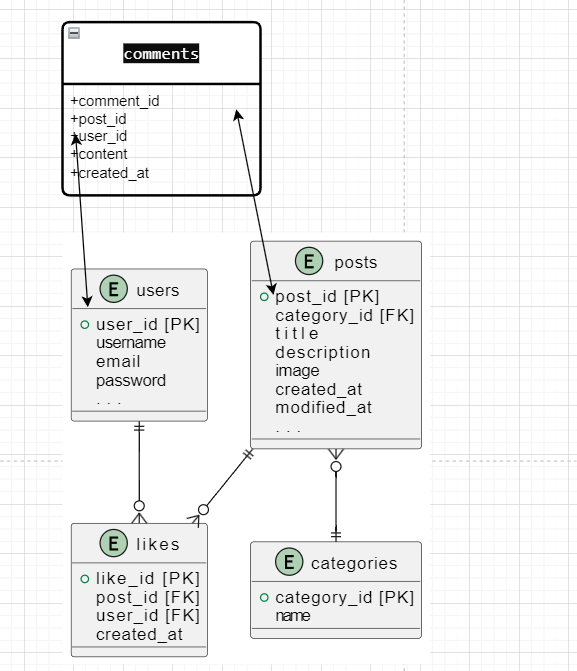 comments
+comment_id
+post_id
+user_id
+content
+created_at
E users
user_id [PK]
username
email
password
. . .
E posts
post_id [PK]
category_id [FK]
title
description
image
created_at
modified_at
. . .
E likes
like_id [PK]
post_id [FK]
user_id [FK]
created_at
E categories
category_id [PK]
name